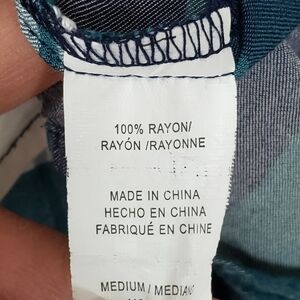 100% RAYON/
RAYÓN /RAYONNE
MADE IN CHINA
HECHO EN CHINA
FABRIQUÉ EN CHINE
MEDIUM / MEDIANO